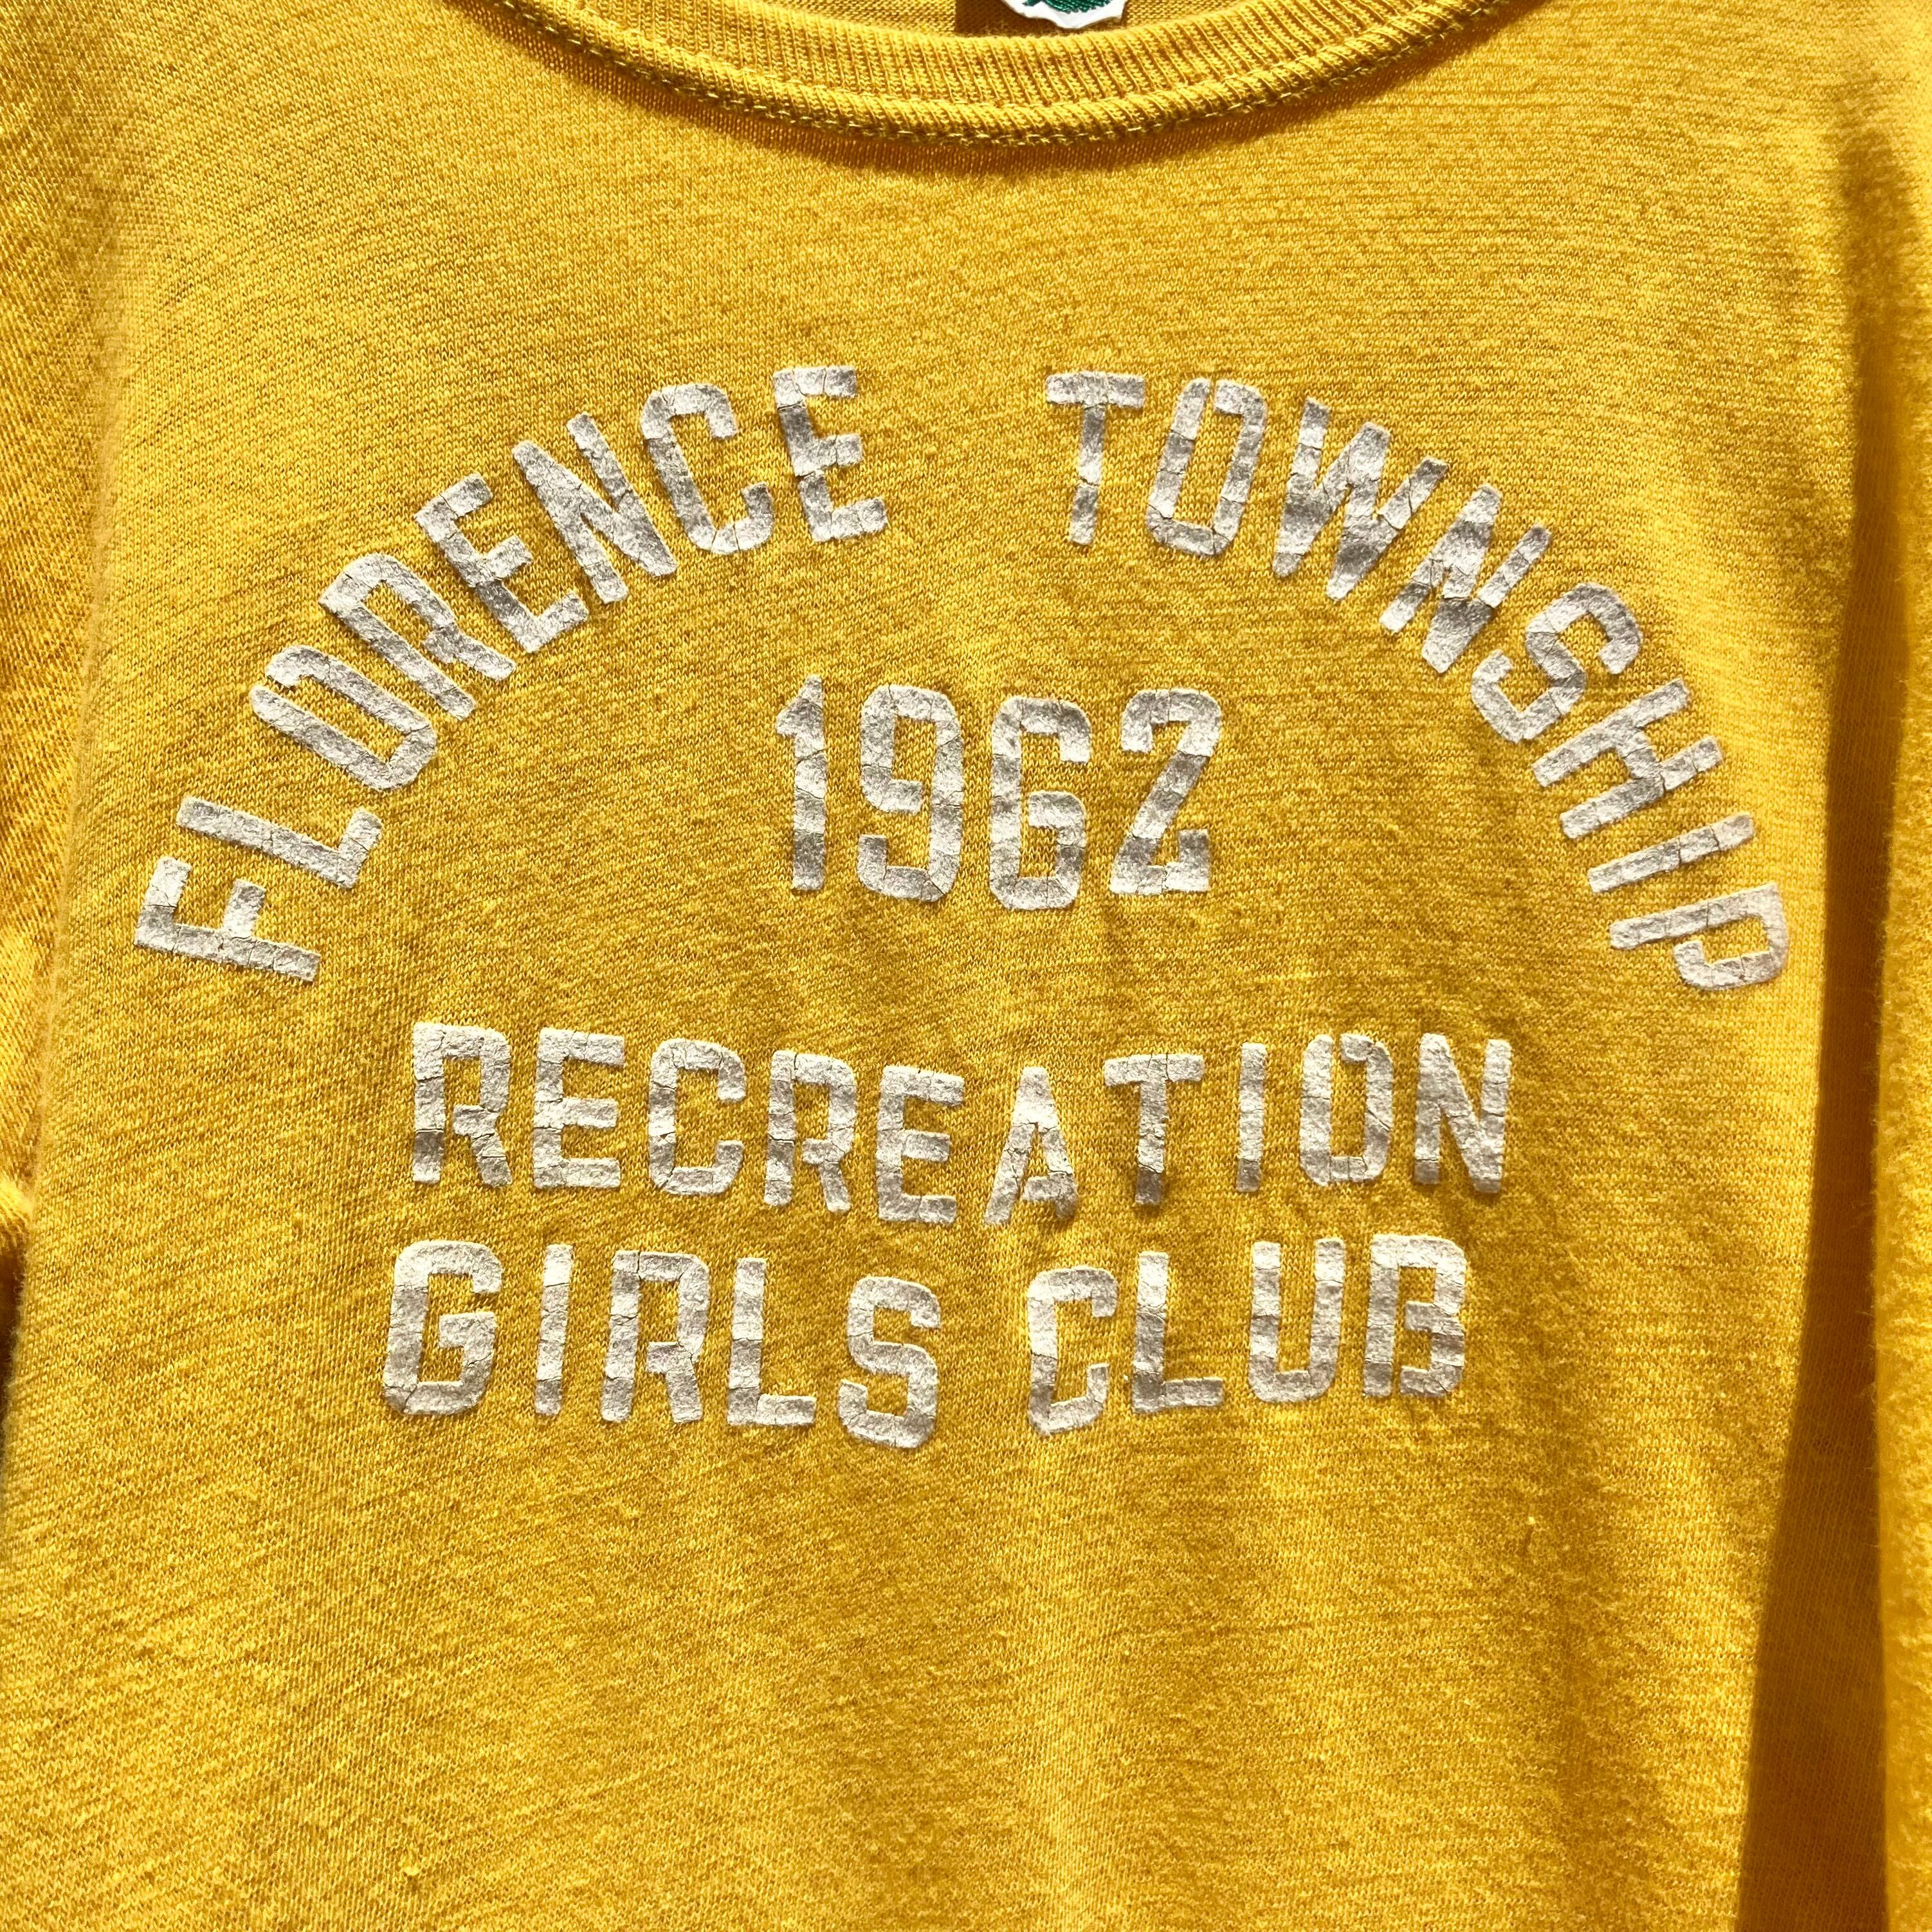 FLORENCE TOWNSHIP
1962
RECREATION
GIRLS CLUB